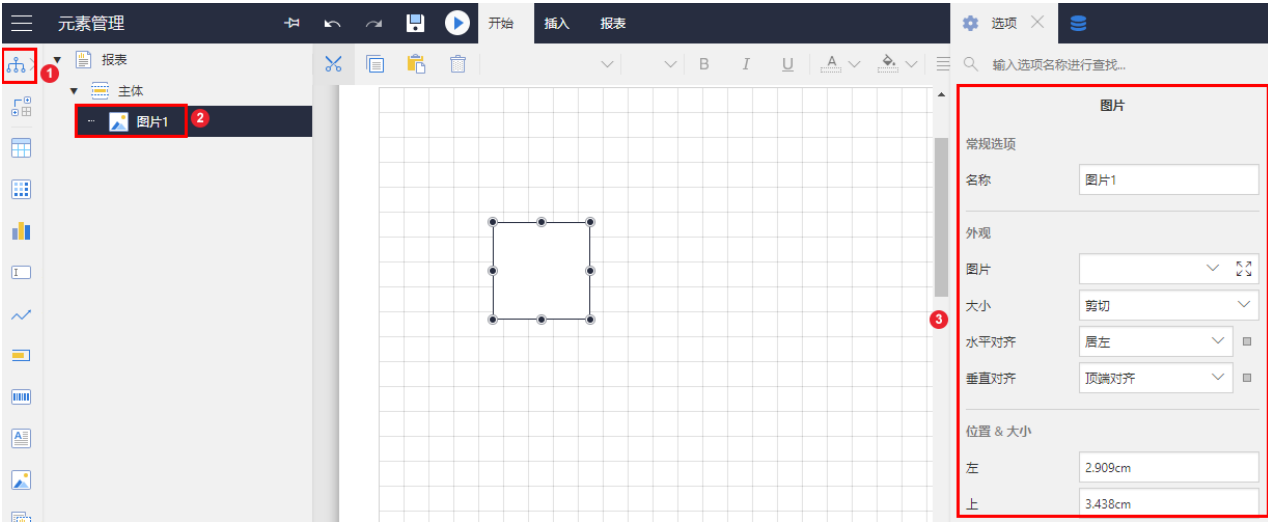 元素管理
开始 插入 报表
选项
1
报表
主体
图片1 2
B I U A
输入选项名称进行查找...
图片
常规选项
名称 图片1
外观
图片
大小 剪切
3
水平对齐 居左
垂直对齐 顶端对齐
位置 & 大小
左 2.909cm
上 3.438cm